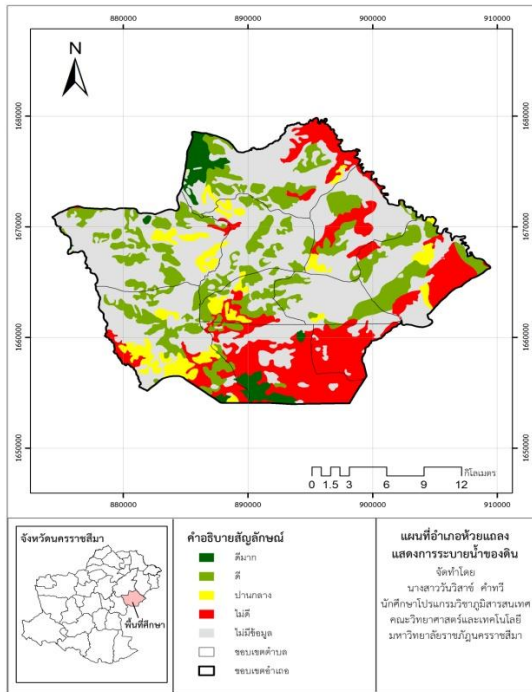 880000 890000 900000 910000
N
1680000 1680000
1670000 1670000
1660000 1660000
1650000 1650000
กิโลเมตร
0 1.5 3 6 9 12
880000 890000 900000 910000
จังหวัดนครราชสีมา
พื้นที่ศึกษา
คำอธิบายสัญลักษณ์
ดีมาก
ดี
ปานกลาง
ไม่ดี
ไม่มีข้อมูล
ขอบเขตตำบล
ขอบเขตอำเภอ
แผนที่อำเภอห้วยแถลง
แสดงการระบายน้ำของดิน
จัดทำโดย
นางสาววันวิสาข์ คำทวี
นักศึกษาโปรแกรมวิชาภูมิสารสนเทศ
คณะวิทยาศาสตร์และเทคโนโลยี
มหาวิทยาลัยราชภัฏนครราชสีมา